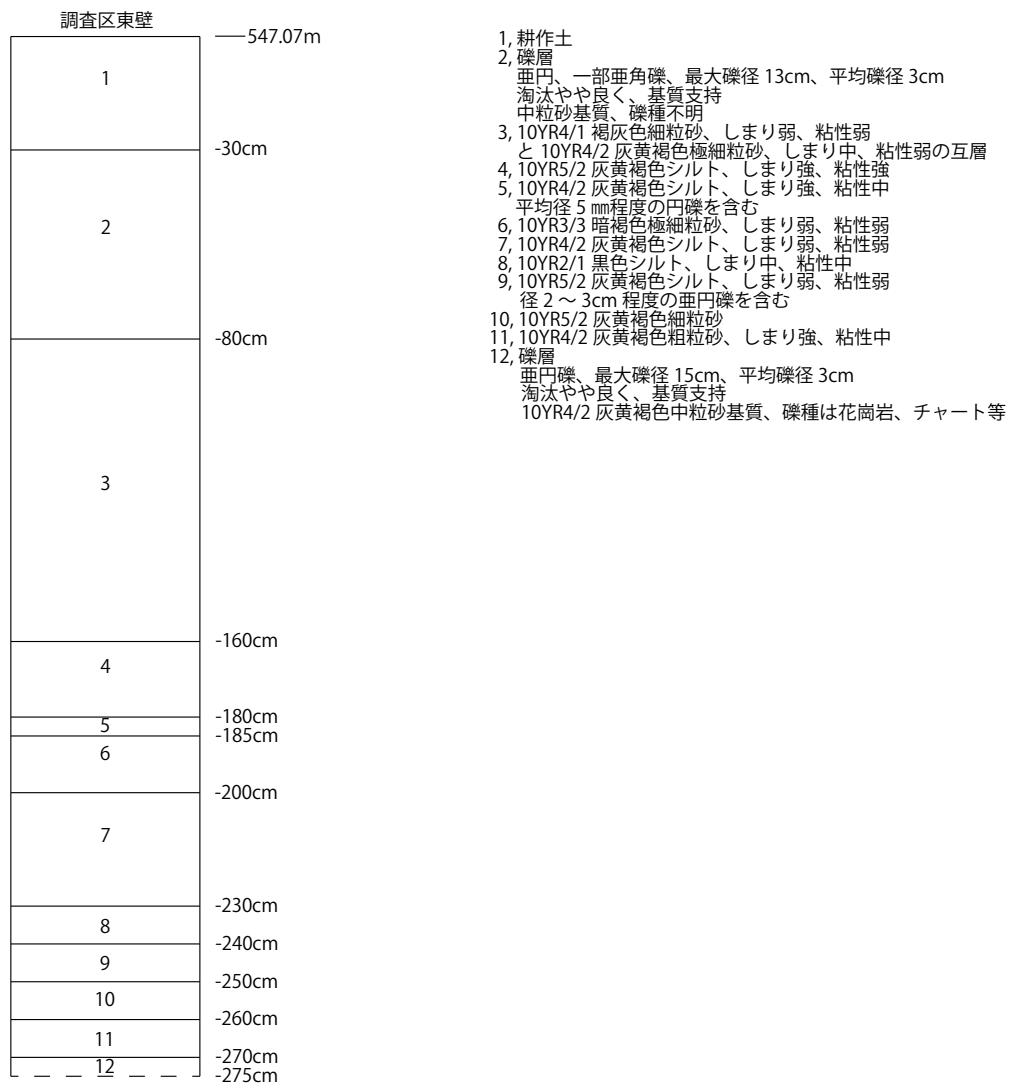 調査区東壁
547.07m
1
-30cm
2
-80cm
3
-160cm
4
-180cm
5
-185cm
6
-200cm
7
-230cm
8
-240cm
9
-250cm
10
-260cm
11
-270cm
12
-275cm
1, 耕作土
2, 礫層
亜円、一部亜角礫、最大礫径 13cm、平均礫径 3cm
淘汰やや良く、基質支持
中粒砂基質、礫種不明
3, 10YR4/1 褐灰色細粒砂、しまり弱、粘性弱
と 10YR4/2 灰黄褐色極細粒砂、しまり中、粘性弱の互層
4, 10YR5/2 灰黄褐色シルト、しまり強、粘性強
5, 10YR4/2 灰黄褐色シルト、しまり強、粘性中
平均径 5 ㎜程度の円礫を含む
6, 10YR3/3 暗褐色極細粒砂、しまり弱、粘性弱
7, 10YR4/2 灰黄褐色シルト、しまり弱、粘性弱
8, 10YR2/1 黒色シルト、しまり中、粘性中
9, 10YR5/2 灰黄褐色シルト、しまり弱、粘性弱
径 2 ～ 3cm 程度の亜円礫を含む
10, 10YR5/2 灰黄褐色細粒砂
11, 10YR4/2 灰黄褐色粗粒砂、しまり強、粘性中
12, 礫層
亜円礫、最大礫径 15cm、平均礫径 3cm
淘汰やや良く、基質支持
10YR4/2 灰黄褐色中粒砂基質、礫種は花崗岩、チャート等